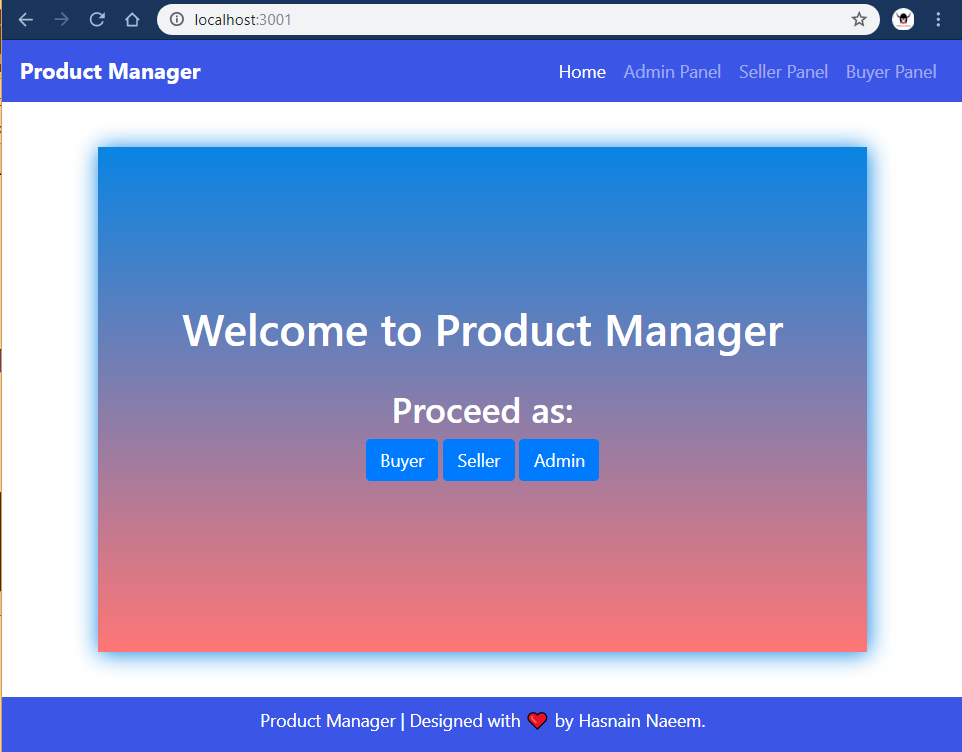 localhost:3001
Product Manager Home Admin Panel Seller Panel Buyer Panel
Welcome to Product Manager
Proceed as:
Buyer Seller Admin
Product Manager | Designed with ❤️ by Hasnain Naeem.